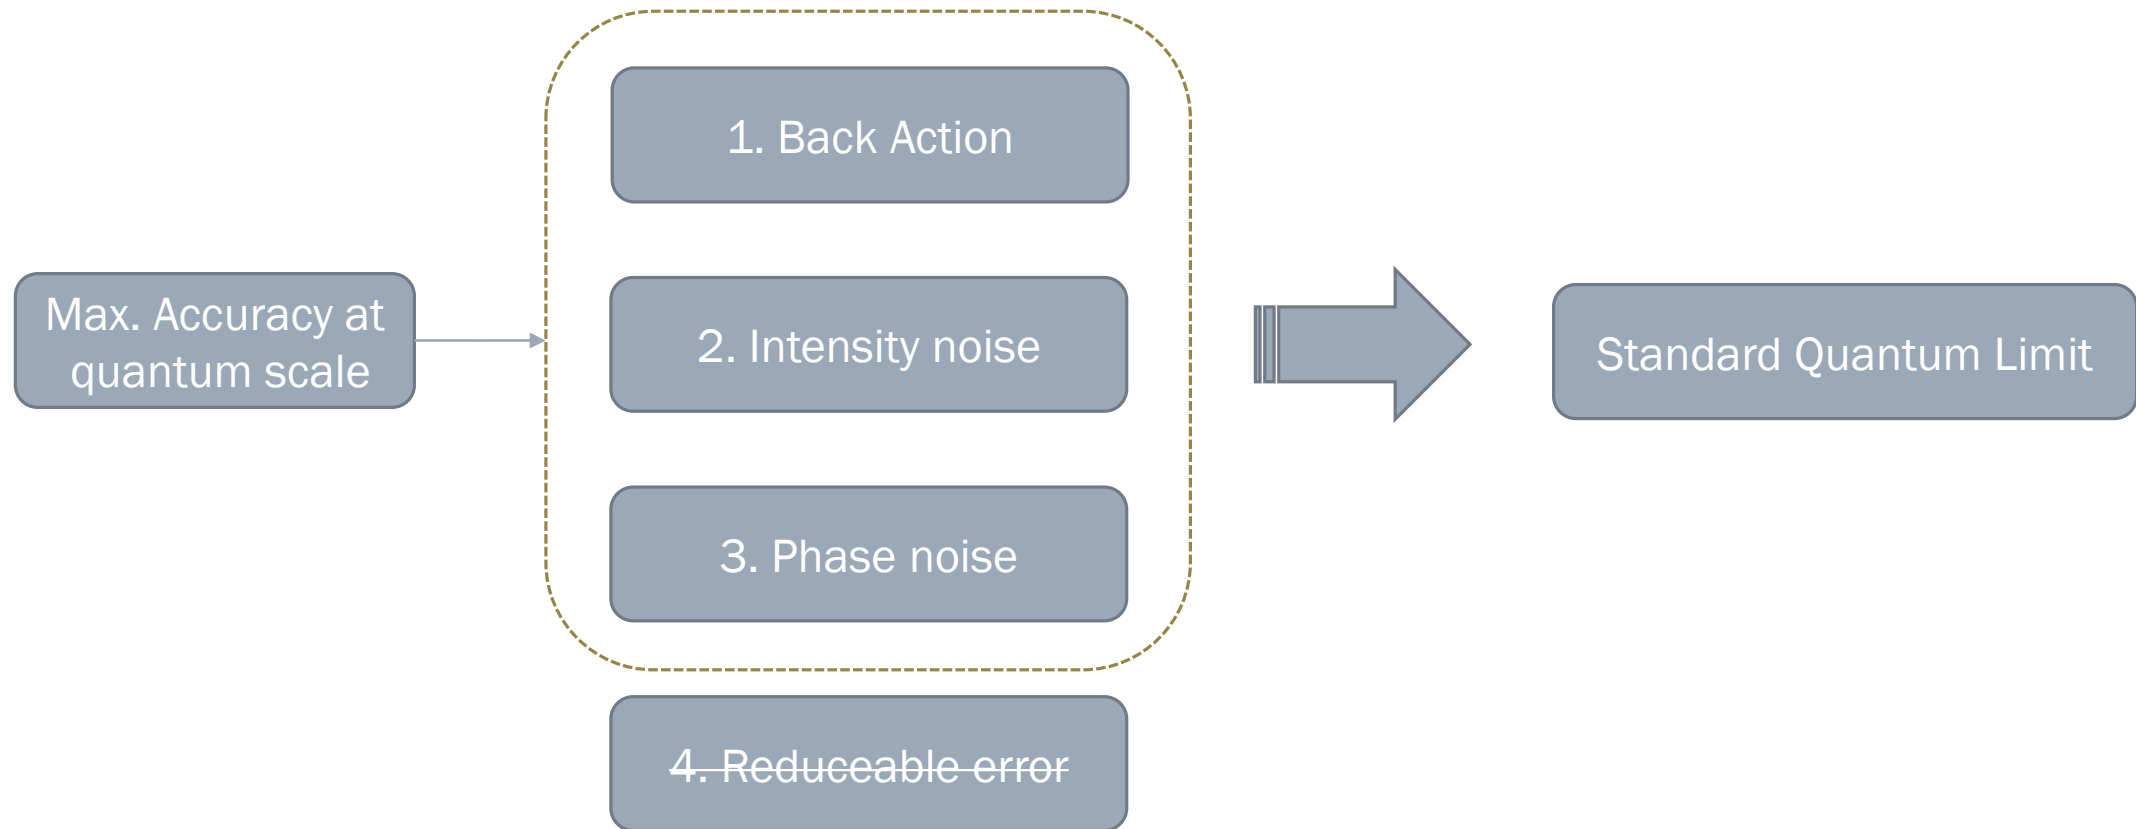 1. Back Action
Max. Accuracy at
quantum scale
2. Intensity noise
Standard Quantum Limit
3. Phase noise
4. Reduceable error